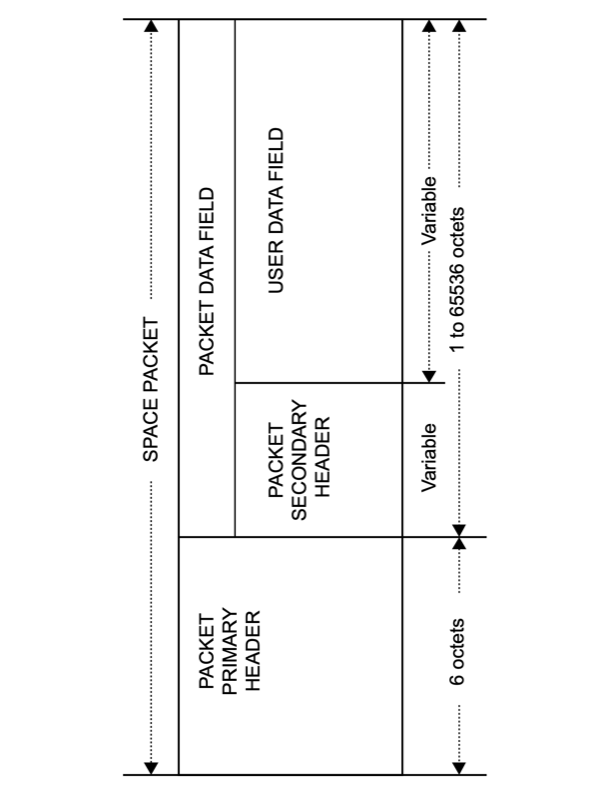 SPACE PACKET
PACKET DATA FIELD
PACKET
PRIMARY
HEADER
PACKET
SECONDARY
HEADER
USER DATA FIELD
Variable
Variable
6 octets
1 to 65536 octets